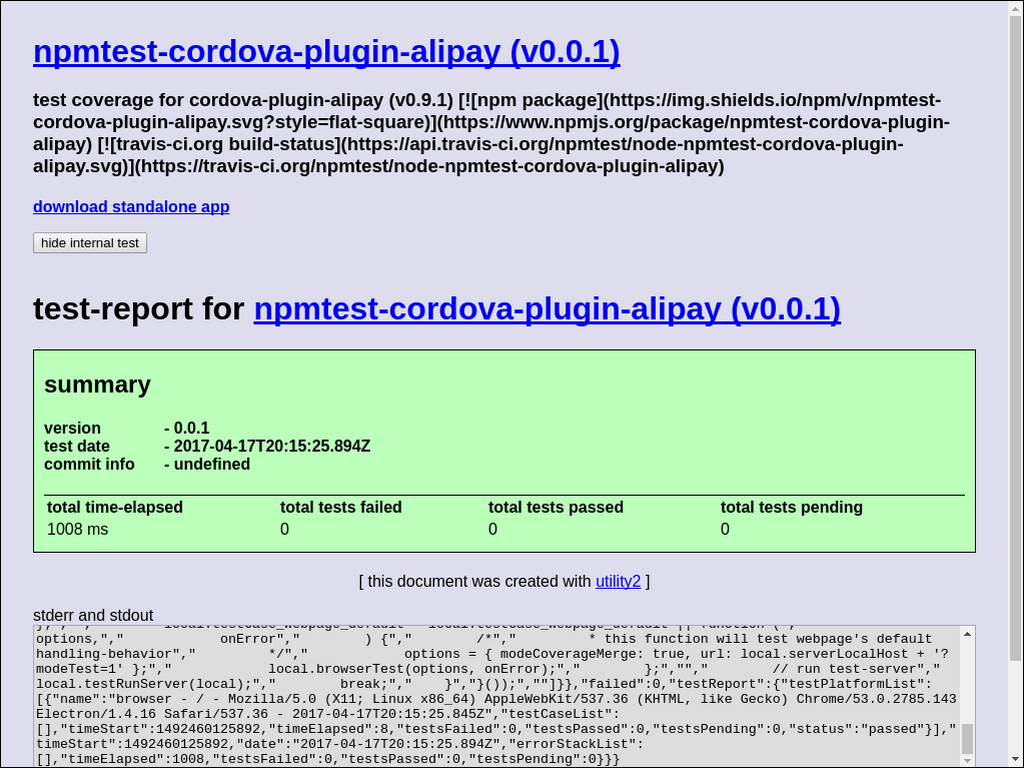 npmtest-cordova-plugin-alipay (v0.0.1)
test coverage for cordova-plugin-alipay (v0.9.1) [![npm package](https://img.shields.io/npm/v/npmtest-
cordova-plugin-alipay.svg?style=flat-square)](https://www.npmjs.org/package/npmtest-cordova-plugin-
alipay) [![travis-ci.org build-status](https://api.travis-ci.org/npmtest/node-npmtest-cordova-plugin-
alipay.svg)](https://travis-ci.org/npmtest/node-npmtest-cordova-plugin-alipay)
download standalone app
hide internal test
test-report for npmtest-cordova-plugin-alipay (v0.0.1)
summary
version - 0.0.1
test date - 2017-04-17T20:15:25.894Z
commit info - undefined
total time-elapsed total tests failed total tests passed total tests pending
1008 ms 0 0 0
[ this document was created with utility2 ]
stderr and stdout
options,","            onError","        ) {","        /*","         * this function will test webpage's default
handling-behavior","         */","            options = { modeCoverageMerge: true, url: local.serverLocalHost + '?
modeTest=1' };","            local.browserTest(options, onError);","        };","","        // run test-server","
local.testRunServer(local);","        break;","    }","}());",""]}},"failed":0,"testReport":{"testPlatformList":
[{"name":"browser - / - Mozilla/5.0 (X11; Linux x86_64) AppleWebKit/537.36 (KHTML, like Gecko) Chrome/53.0.2785.143
Electron/1.4.16 Safari/537.36 - 2017-04-17T20:15:25.845Z","testCaseList":
[],"timeStart":1492460125892,"timeElapsed":8,"testsFailed":0,"testsPassed":0,"testsPending":0,"status":"passed"}],"
timeStart":1492460125892,"date":"2017-04-17T20:15:25.894Z","errorStackList":
[],"timeElapsed":1008,"testsFailed":0,"testsPassed":0,"testsPending":0}}}